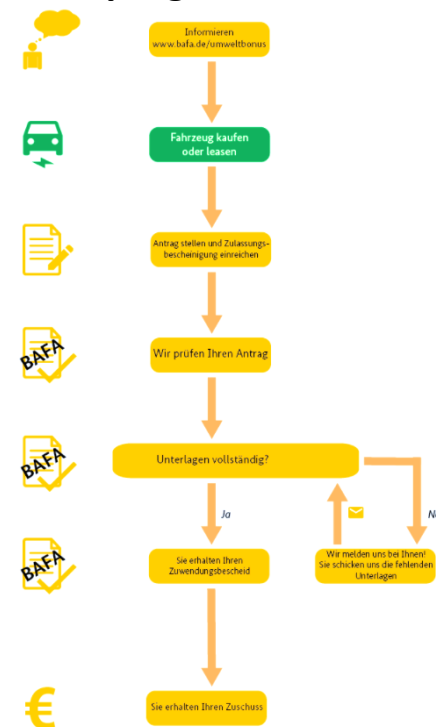 Informieren
www.bafa.de/umweltbonus
Fahrzeug kaufen
oder leasen
Antrag stellen und Zulassungs-
bescheinigung einreichen
BAFA
Wir prüfen Ihren Antrag
BAFA
Unterlagen vollständig?
Ja
BAFA
Sie erhalten Ihren
Zuwendungsbescheid
Wir melden uns bei Ihnen!
Sie schicken uns die fehlenden
Unterlagen
€
Sie erhalten Ihren Zuschuss